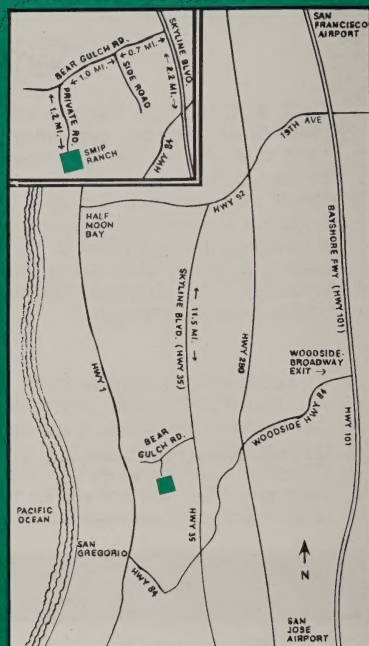 BEAR GULCH RD.
1.0 MI.
0.7 MI.
SIDE ROAD
SKYLINE BLVD.
2.2 MI.
PRIVATE RD.
1.2 MI.
SMIP
RANCH
HWY 84
SAN
FRANCISCO
AIRPORT
19TH AVE
HWY 92
HALF
MOON
BAY
BAYSHORE FWY (HWY 101)
SKYLINE BLVD. (HWY 35)
11.5 MI.
HWY 280
HWY 1
WOODSIDE-
BROADWAY
EXIT →
WOODSIDE HWY 84
HWY 101
BEAR
GULCH RD.
PACIFIC
OCEAN
SAN
GREGORIO
HWY 84
HWY 35
N
SAN
JOSE
AIRPORT